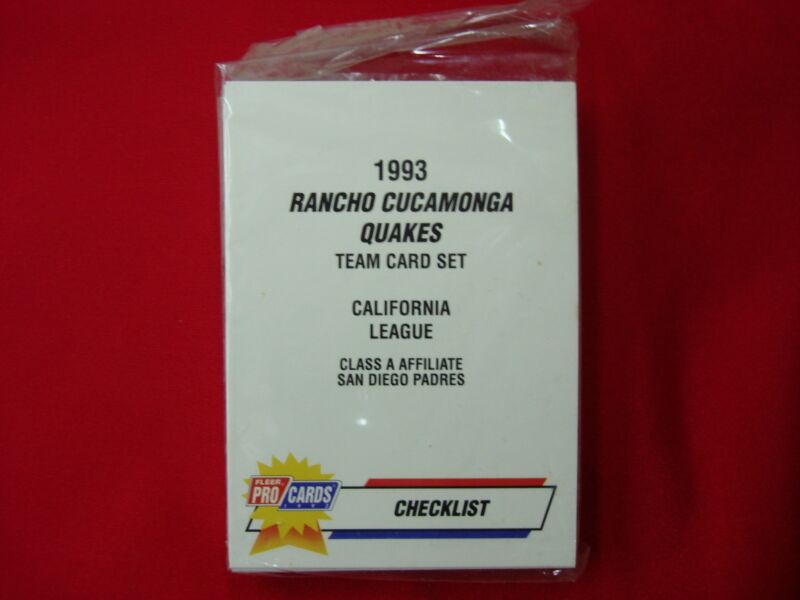 1993
RANCHO CUCAMONGA
QUAKES
TEAM CARD SET
CALIFORNIA
LEAGUE
CLASS A AFFILIATE
SAN DIEGO PADRES
FLEER
PRO CARDS
CHECKLIST